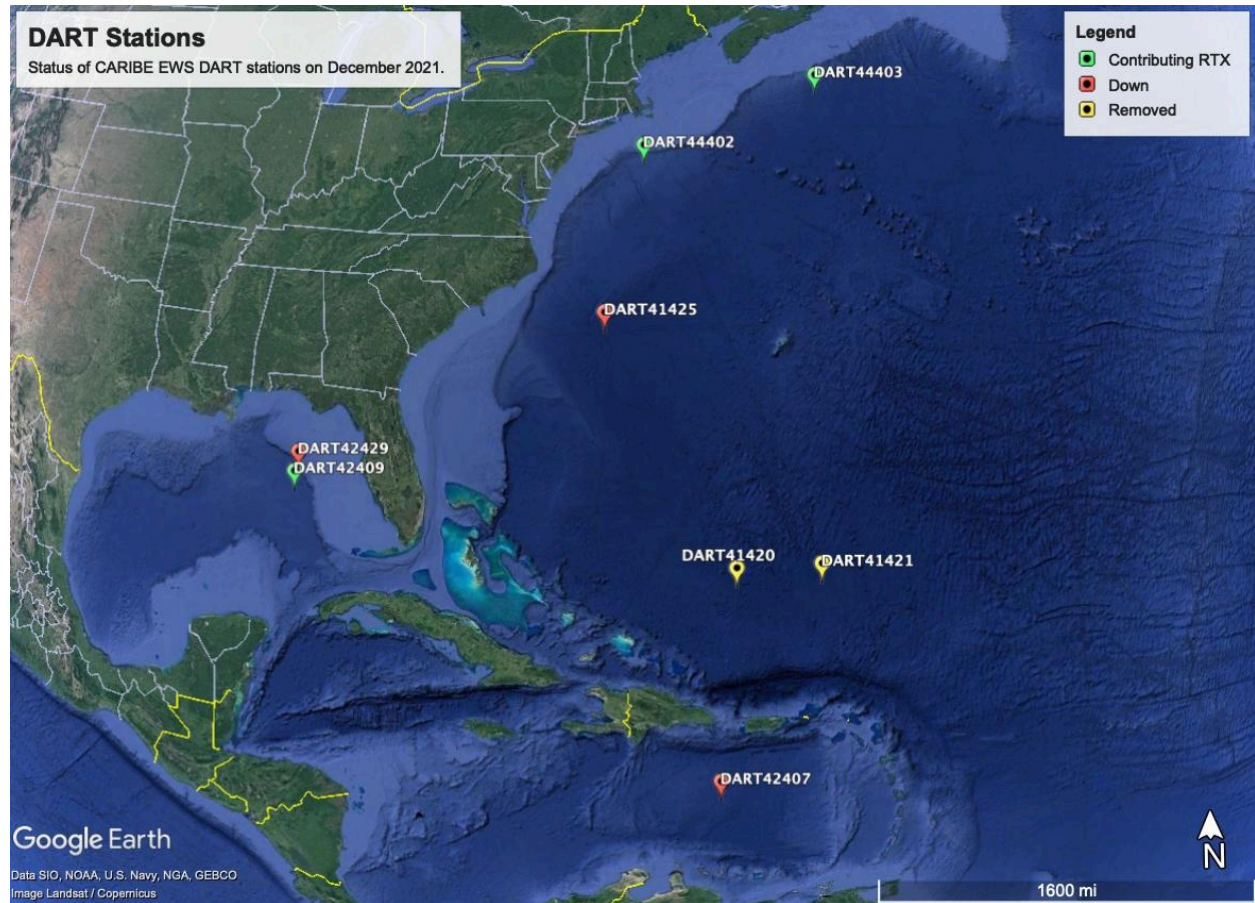 DART Stations
Status of CARIBE EWS DART stations on December 2021.
Legend
Contributing RTX
Down
Removed
DART44403
DART44402
DART41425
DART42429
DART42409
DART41420
DART41421
DART42407
Google Earth
Data SIO, NOAA, U.S. Navy, NGA, GEBCO
Image Landsat / Copernicus
N
1600 mi